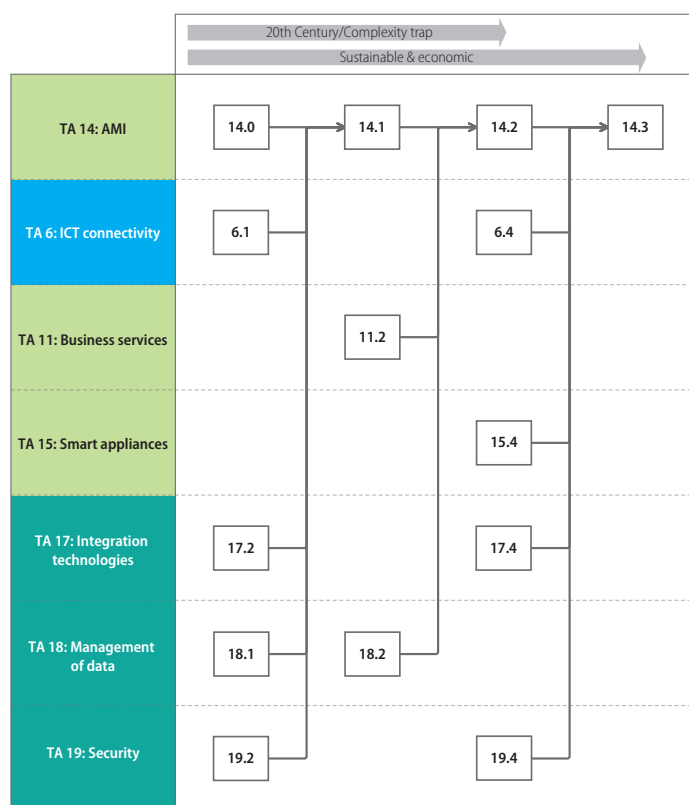 20th Century/Complexity trap
Sustainable & economic
TA 14: AMI
14.0
14.1
14.2
14.3
TA 6: ICT connectivity
6.1
6.4
TA 11: Business services
11.2
TA 15: Smart appliances
15.4
TA 17: Integration
technologies
17.2
17.4
TA 18: Management
of data
18.1
18.2
TA 19: Security
19.2
19.4